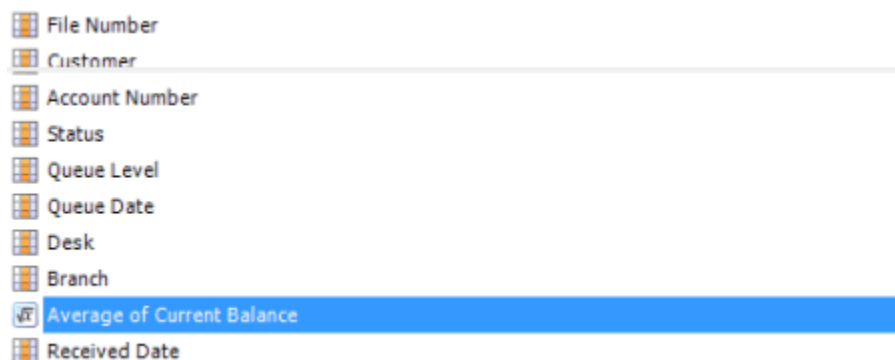 File Number
Customer
Account Number
Status
Queue Level
Queue Date
Desk
Branch
Average of Current Balance
Received Date